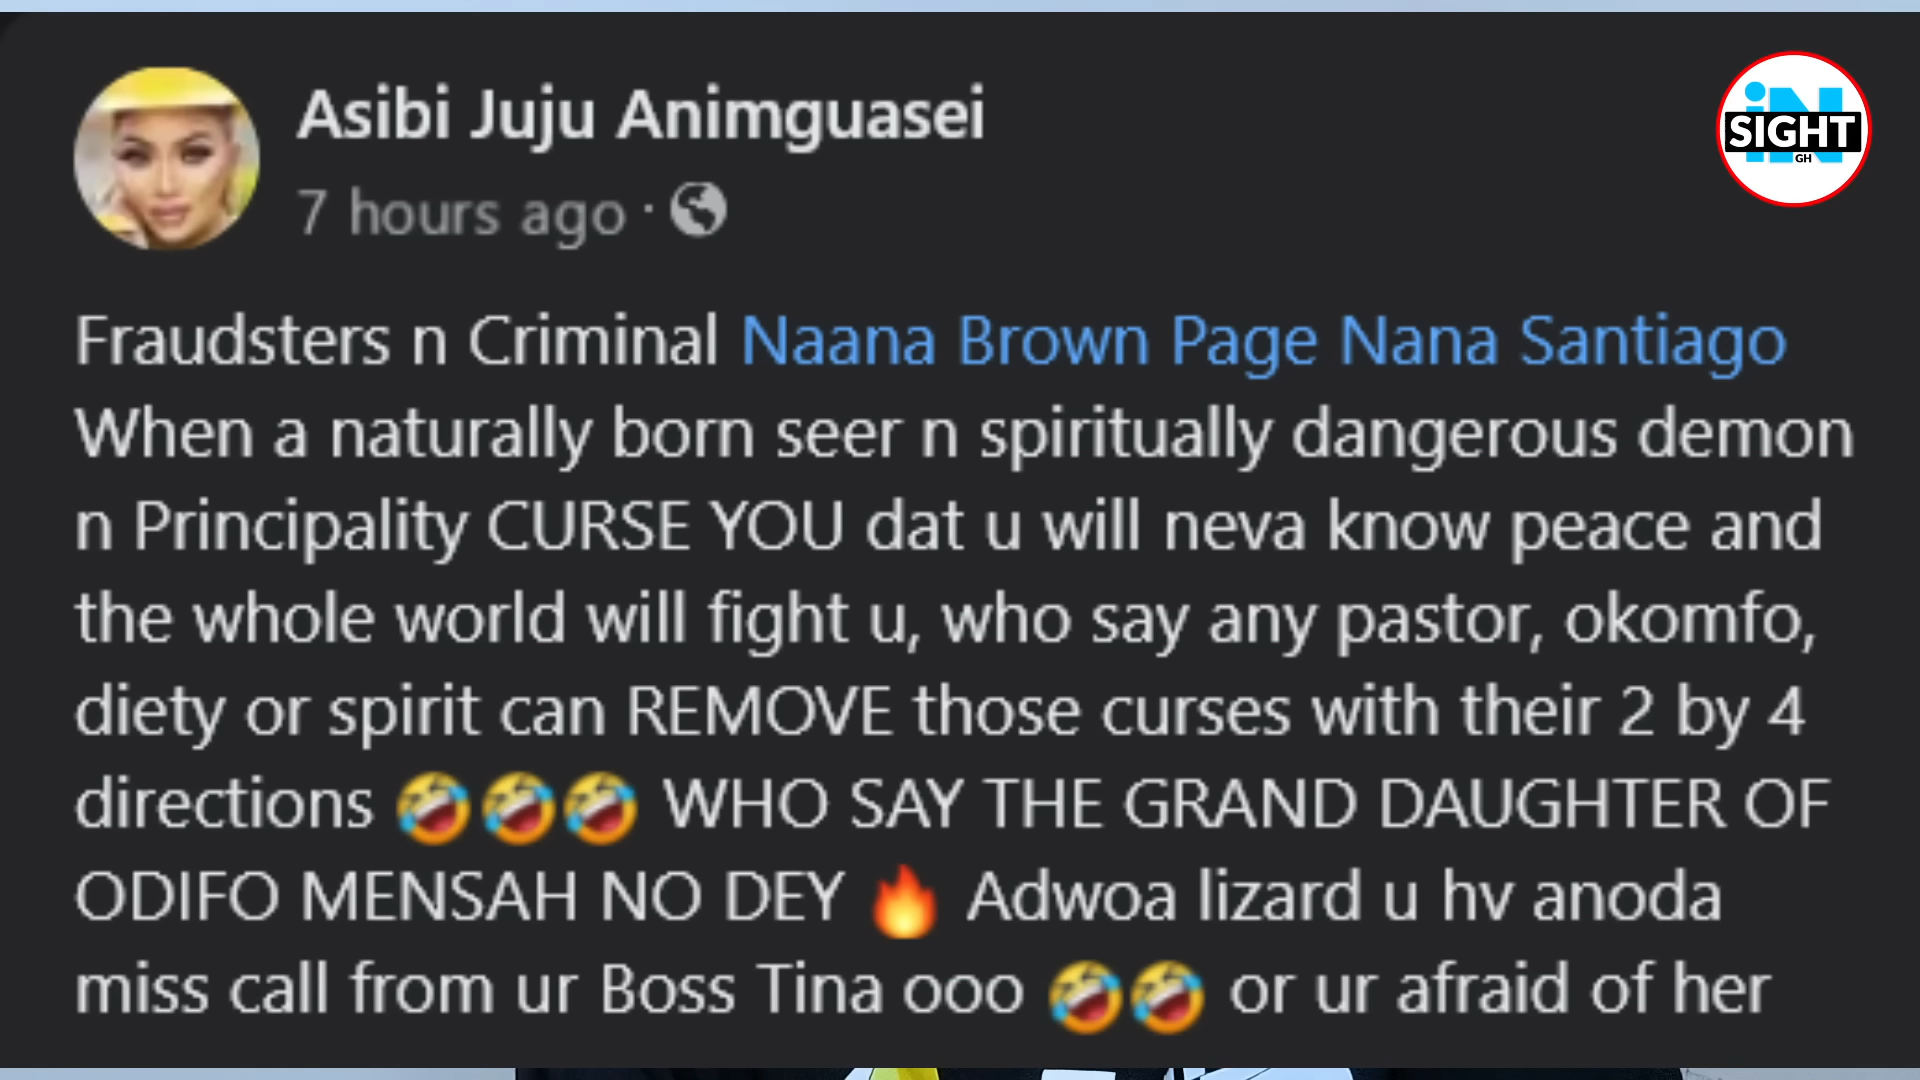 Asibi Juju Animguasei
7 hours ago ·
iN
SIGHT
GH
Fraudsters n Criminal Naana Brown Page Nana Santiago
When a naturally born seer n spiritually dangerous demon
n Principality CURSE YOU dat u will neva know peace and
the whole world will fight u, who say any pastor, okomfo,
diety or spirit can REMOVE those curses with their 2 by 4
directions 🤣🤣🤣 WHO SAY THE GRAND DAUGHTER OF
ODIFO MENSAH NO DEY 🔥 Adwoa lizard u hv anoda
miss call from ur Boss Tina ooo 🤣🤣 or ur afraid of her